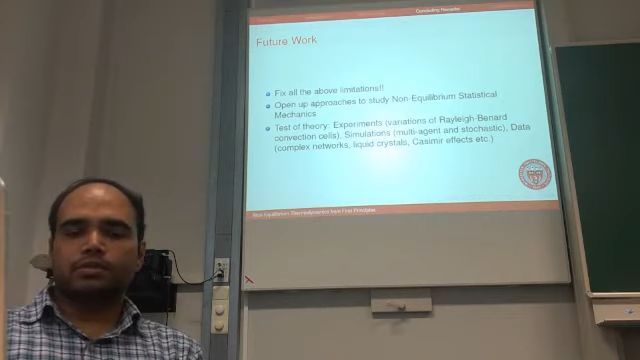 Concluding Remarks
Future Work
Fix all the above limitations!!
Open up approaches to study Non-Equilibrium Statistical
Mechanics
Test of theory: Experiments (variations of Rayleigh-Benard
convection cells), Simulations (multi-agent and stochastic), Data
(complex networks, liquid crystals, Casimir effects etc.)
Non Equilibrium Thermodynamics from First Principles